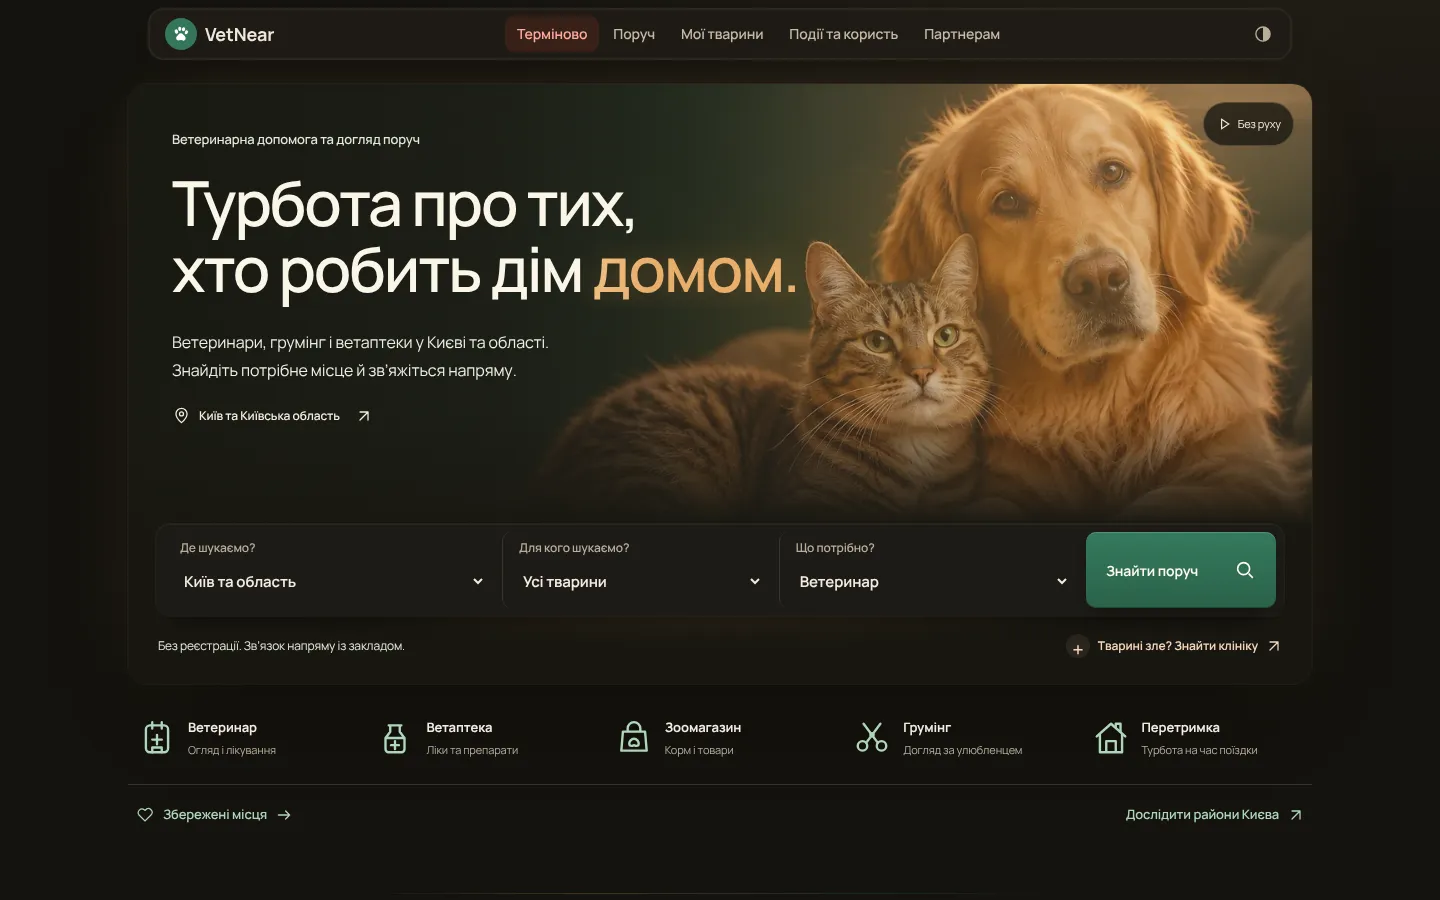 VetNear
Терміново
Поруч
Мої тварини
Події та користь
Партнерам
Без руху
Ветеринарна допомога та догляд поруч
Турбота про тих,
хто робить дім домом.
Ветеринари, грумінг і ветаптеки у Києві та області.
Знайдіть потрібне місце й зв'яжіться напряму.
Київ та Київська область
Де шукаємо?
Київ та область
Для кого шукаємо?
Усі тварини
Що потрібно?
Ветеринар
Знайти поруч
Без реєстрації. Зв'язок напряму із закладом.
Тварині зле? Знайти клініку
Ветеринар
Огляд і лікування
Ветаптека
Ліки та препарати
Зоомагазин
Корм і товари
Грумінг
Догляд за улюбленцем
Перетримка
Турбота на час поїздки
Збережені місця
Дослідити райони Києва